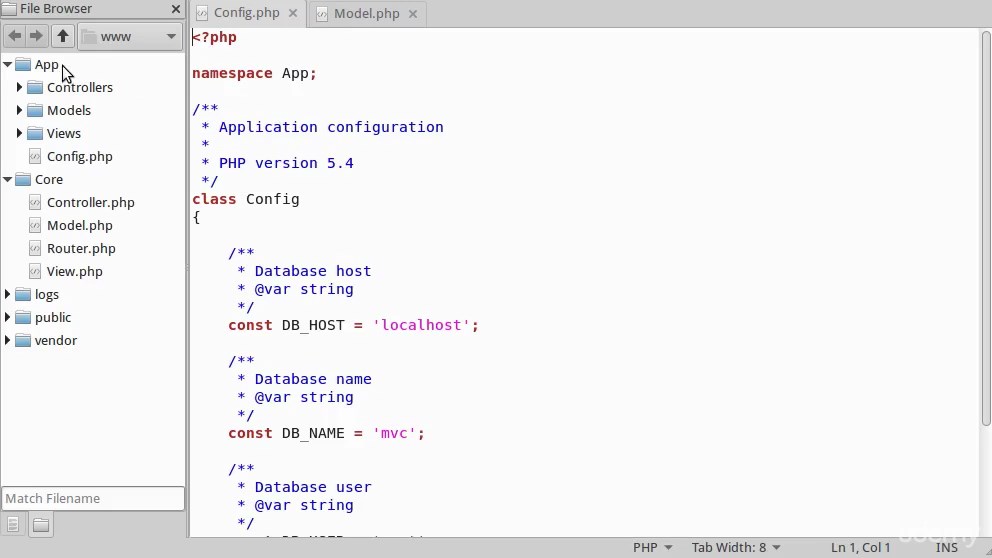 File Browser
www
App
Controllers
Models
Views
Config.php
Core
Controller.php
Model.php
Router.php
View.php
logs
public
vendor
Match Filename
Config.php
Model.php
<?php
namespace App;
/**
* Application configuration
*
* PHP version 5.4
*/
class Config
{
/**
* Database host
* @var string
*/
const DB_HOST = 'localhost';
/**
* Database name
* @var string
*/
const DB_NAME = 'mvc';
/**
* Database user
* @var string
*/
PHP
Tab Width: 8
Ln 1, Col 1
INS
udemy